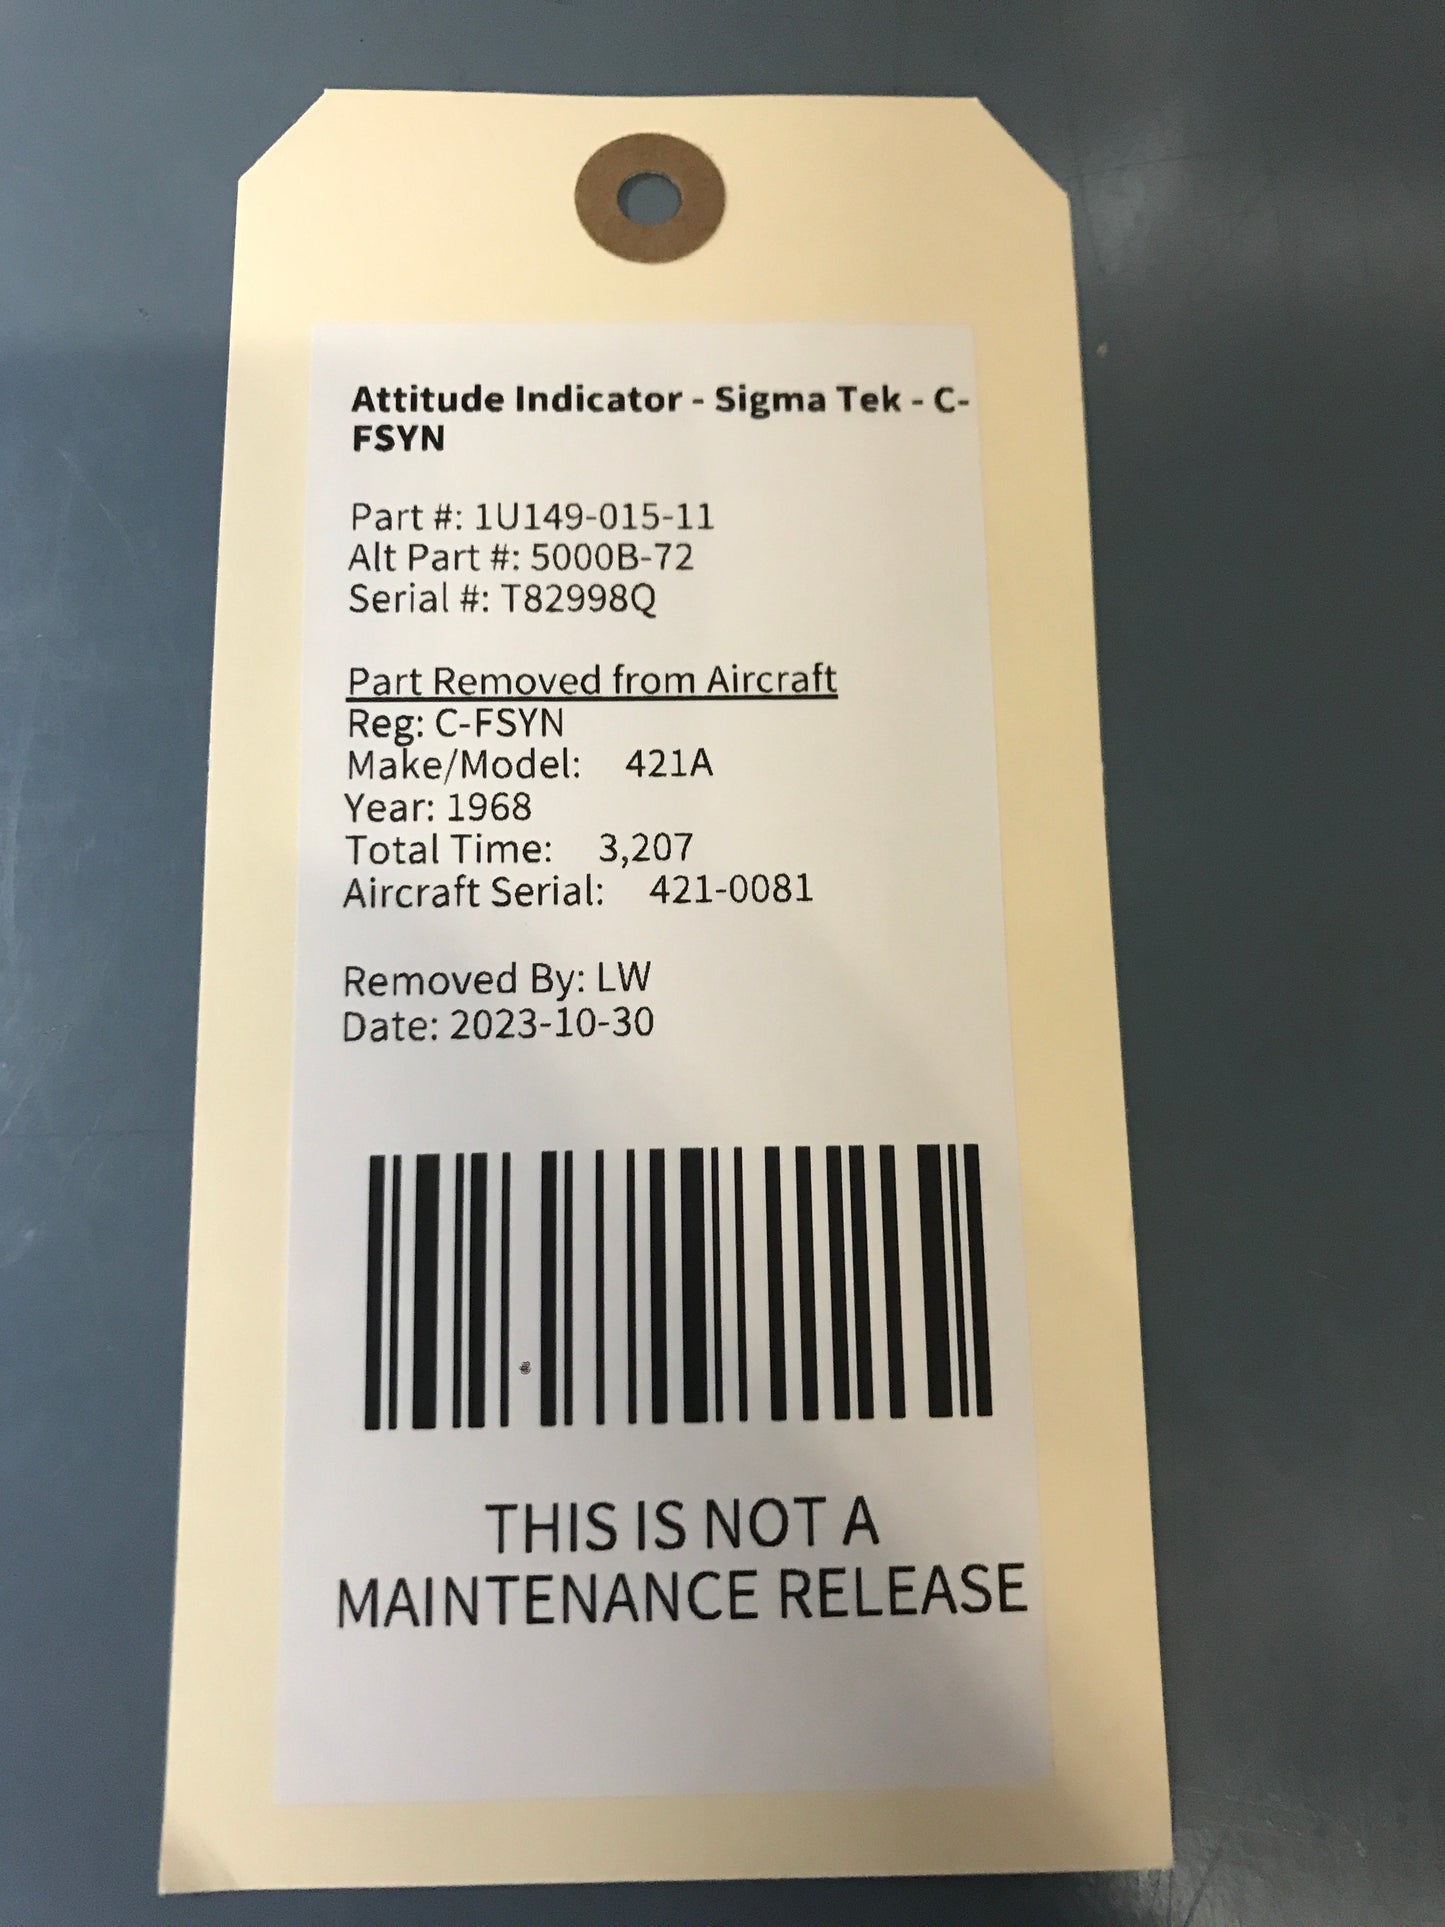 Attitude Indicator - Sigma Tek - C-
FSYN
Part #: 1U149-015-11
Alt Part #: 5000B-72
Serial #: T82998Q
Part Removed from Aircraft
Reg: C-FSYN
Make/Model: 421A
Year: 1968
Total Time: 3,207
Aircraft Serial: 421-0081
Removed By: LW
Date: 2023-10-30
THIS IS NOT A
MAINTENANCE RELEASE